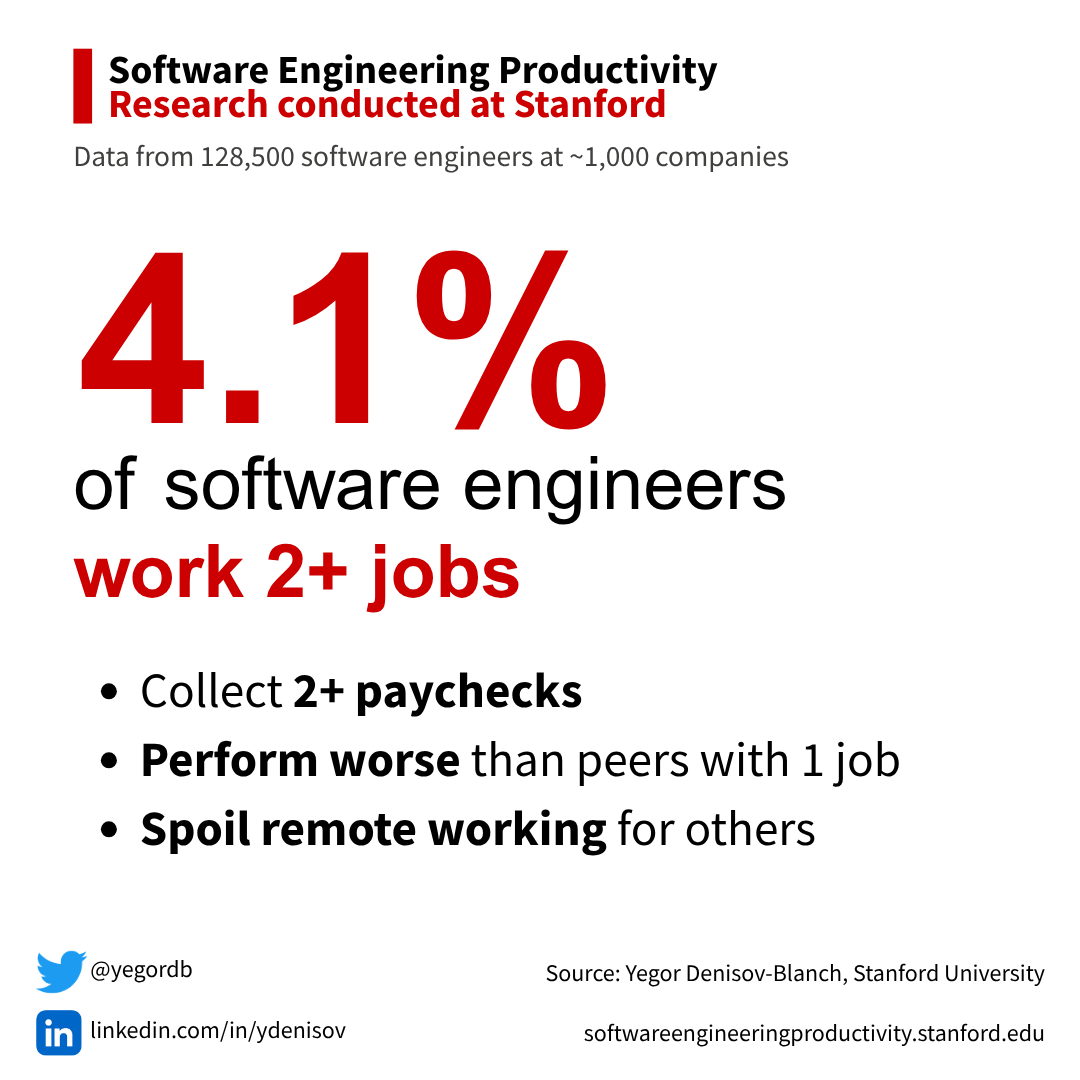 Software Engineering Productivity
Research conducted at Stanford
Data from 128,500 software engineers at ~1,000 companies
4.1%
of software engineers
work 2+ jobs
• Collect 2+ paychecks
• Perform worse than peers with 1 job
• Spoil remote working for others
@yegordb
linkedin.com/in/ydenisov
Source: Yegor Denisov-Blanch, Stanford University
softwareengineeringproductivity.stanford.edu